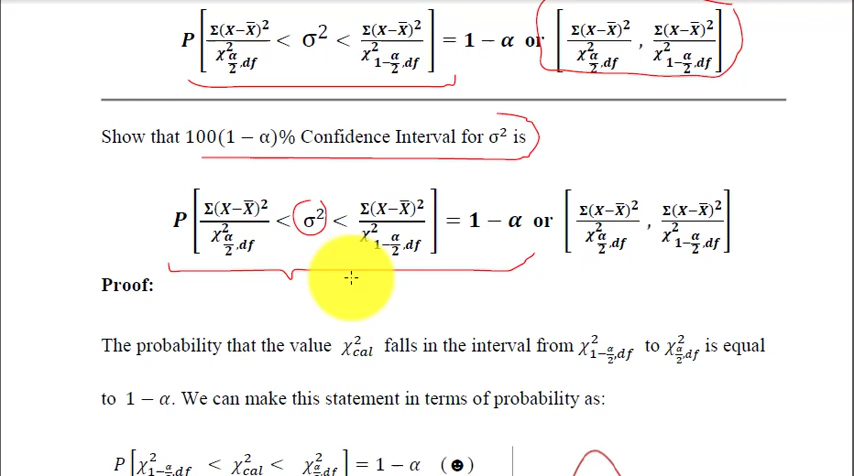 P[Σ(X−X̄)²/χ²_{α/2,df} < σ² < Σ(X−X̄)²/χ²_{1−α/2,df}] = 1 − α or [Σ(X−X̄)²/χ²_{α/2,df} , Σ(X−X̄)²/χ²_{1−α/2,df}]
Show that 100(1 − α)% Confidence Interval for σ² is
P[Σ(X−X̄)²/χ²_{α/2,df} < σ² < Σ(X−X̄)²/χ²_{1−α/2,df}] = 1 − α or [Σ(X−X̄)²/χ²_{α/2,df} , Σ(X−X̄)²/χ²_{1−α/2,df}]
Proof:
The probability that the value χ²_{cal} falls in the interval from χ²_{1−α/2,df} to χ²_{α/2,df} is equal
to 1 − α. We can make this statement in terms of probability as:
P[χ²_{1−α/2,df} < χ²_{cal} < χ²_{α/2,df}] = 1 − α (☻)